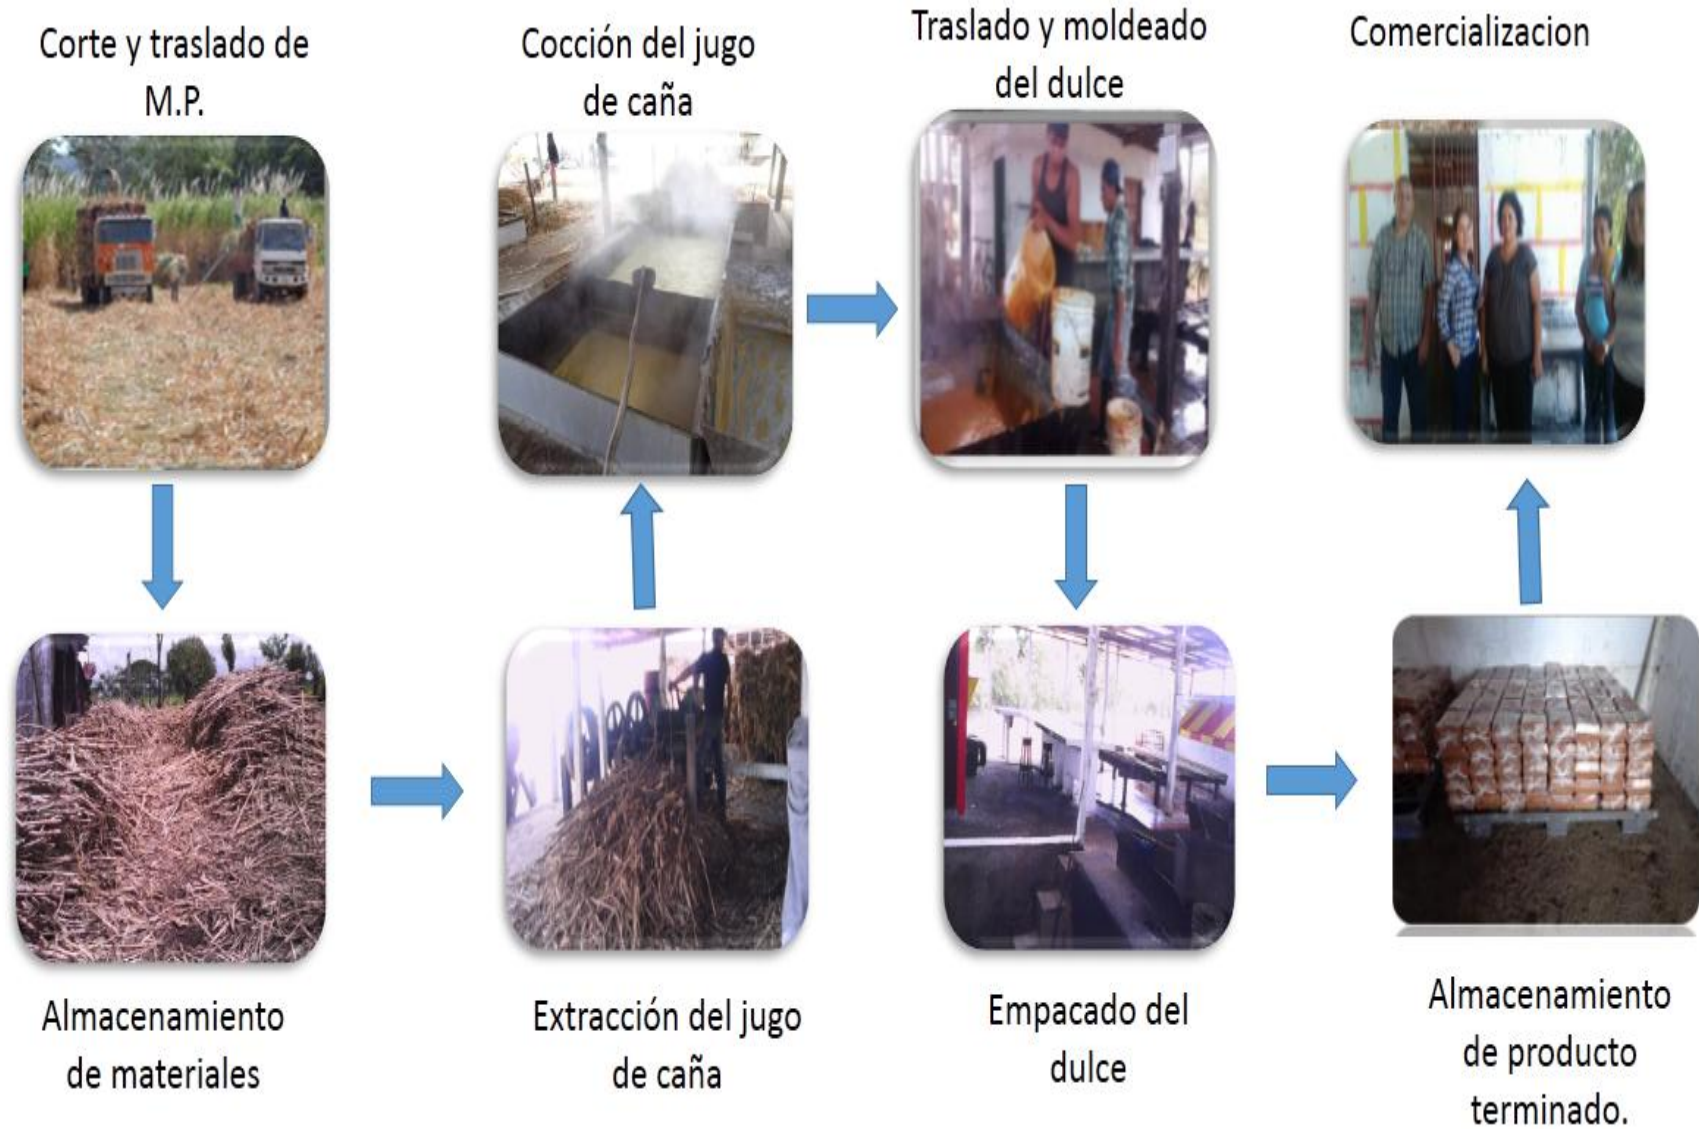 Corte y traslado de
M.P.
Almacenamiento
de materiales
Extracción del jugo
de caña
Cocción del jugo
de caña
Traslado y moldeado
del dulce
Empacado del
dulce
Almacenamiento
de producto
terminado.
Comercializacion